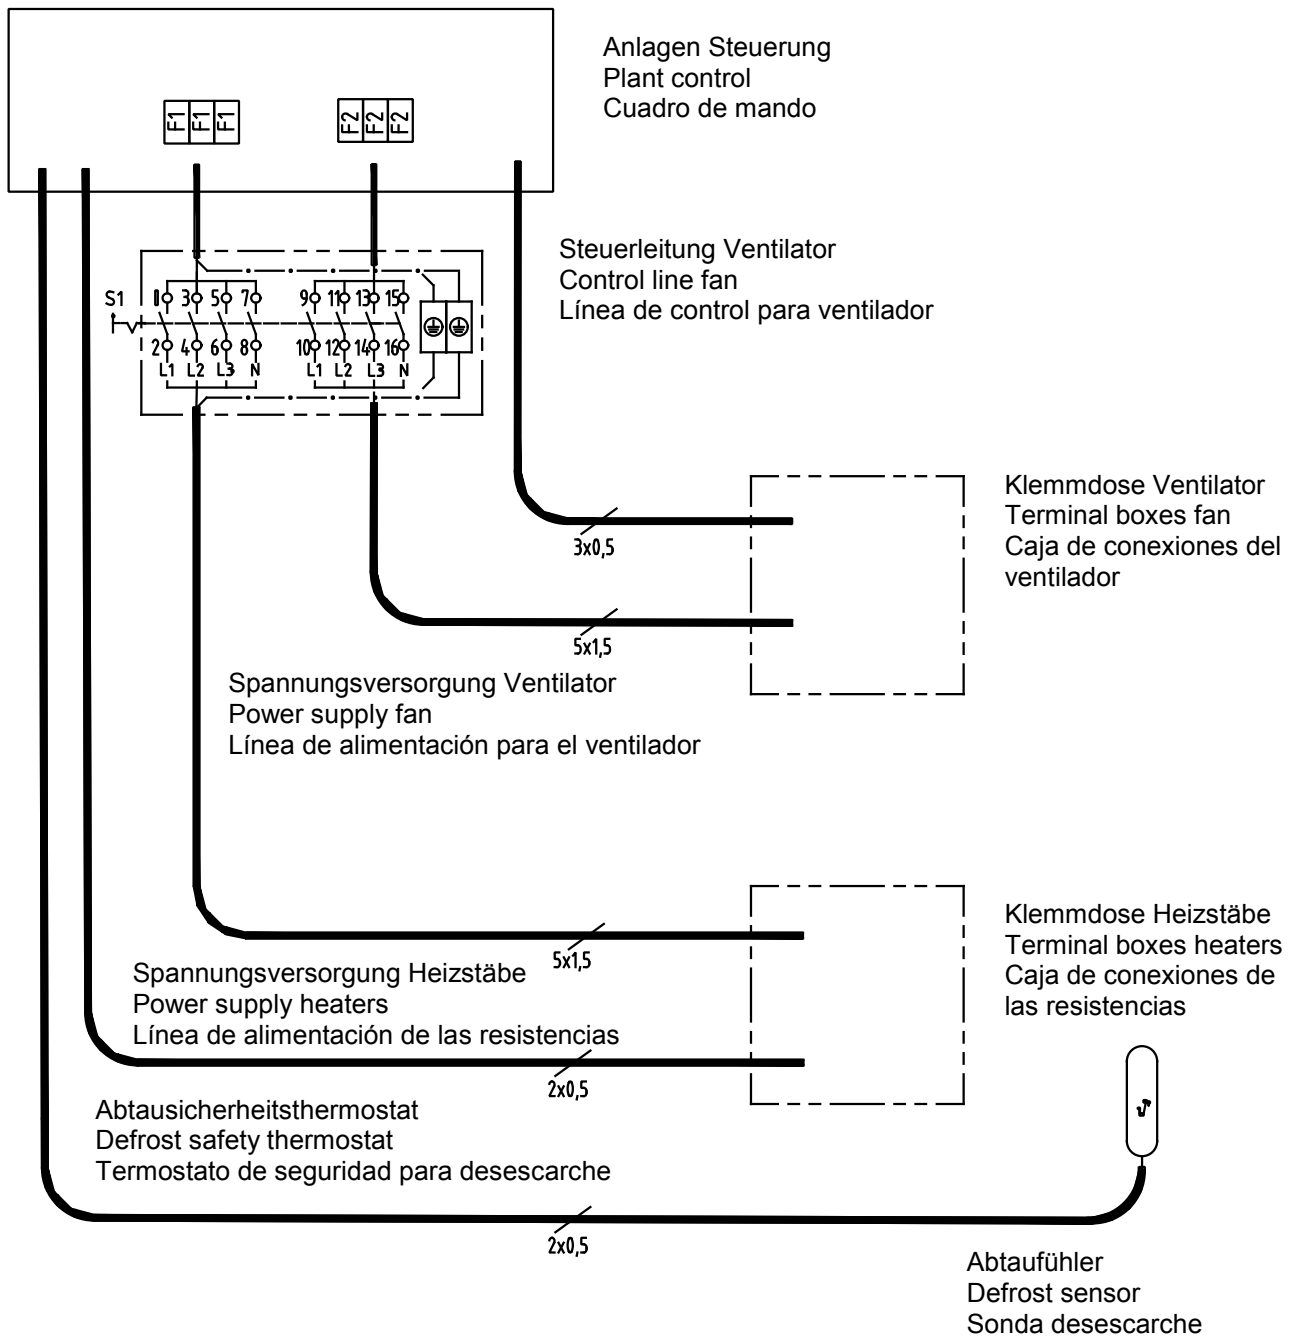 Anlagen Steuerung
Plant control
Cuadro de mando
F1 F1 F1 F2 F2 F2
Steuerleitung Ventilator
Control line fan
Línea de control para ventilador
S1
1 3 5 7 9 11 13 15
2 4 6 8 10 12 14 16
L1 L2 L3 N L1 L2 L3 N
Klemmdose Ventilator
Terminal boxes fan
Caja de conexiones del
ventilador
3x0,5
5x1,5
Spannungsversorgung Ventilator
Power supply fan
Línea de alimentación para el ventilador
Klemmdose Heizstäbe
Terminal boxes heaters
Caja de conexiones de
las resistencias
5x1,5
Spannungsversorgung Heizstäbe
Power supply heaters
Línea de alimentación de las resistencias
2x0,5
Abtausicherheitsthermostat
Defrost safety thermostat
Termostato de seguridad para desescarche
2x0,5
Abtaufühler
Defrost sensor
Sonda desescarche